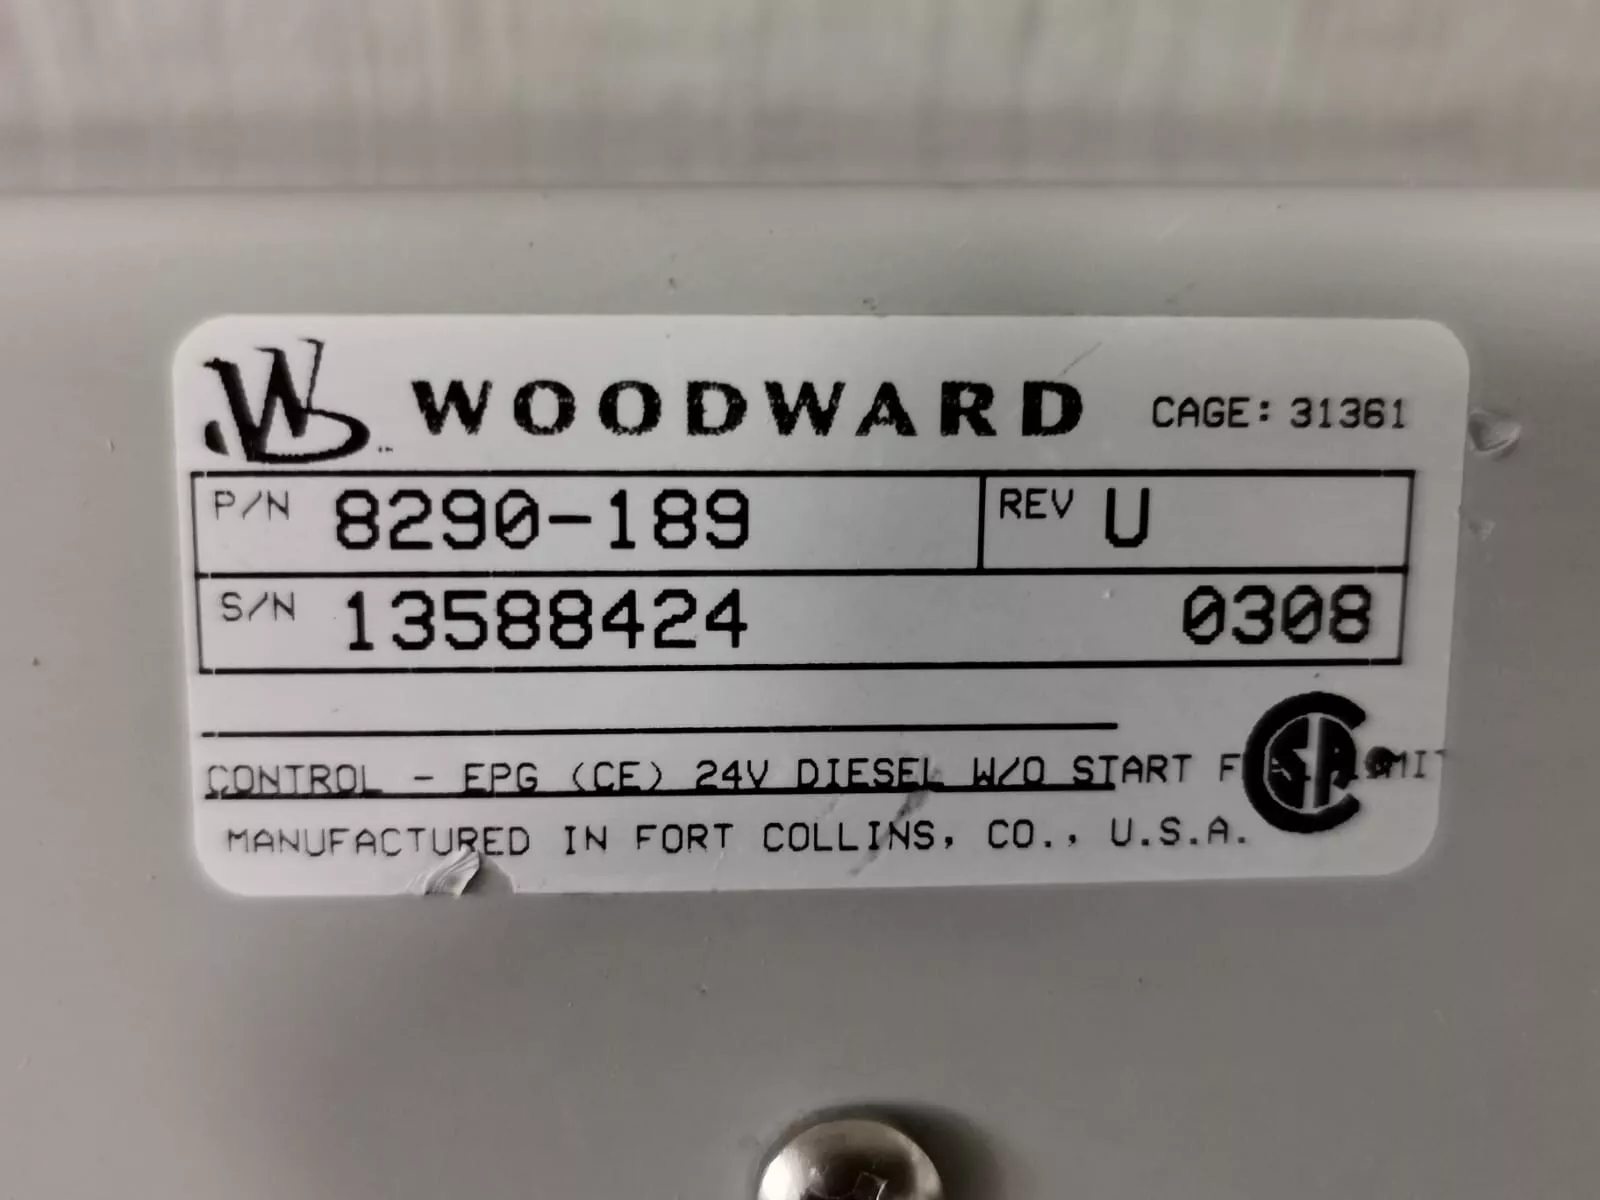 WOODWARD CAGE: 31361
P/N 8290-189 REV U
S/N 13588424 0308
CONTROL - EPG (CE) 24V DIESEL W/O START
MANUFACTURED IN FORT COLLINS, CO., U.S.A.